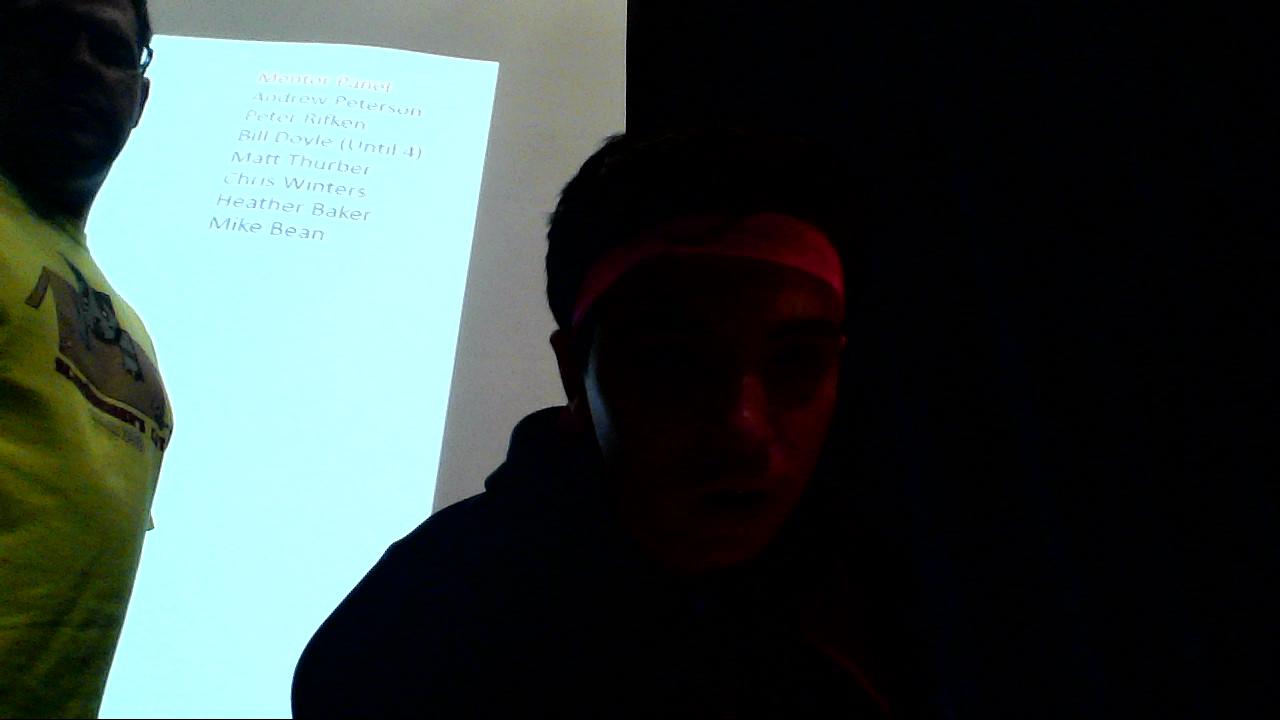 Mentor Panel
Andrew Peterson
Peter Rifken
Bill Doyle (Until 4)
Matt Thurber
Chris Winters
Heather Baker
Mike Bean